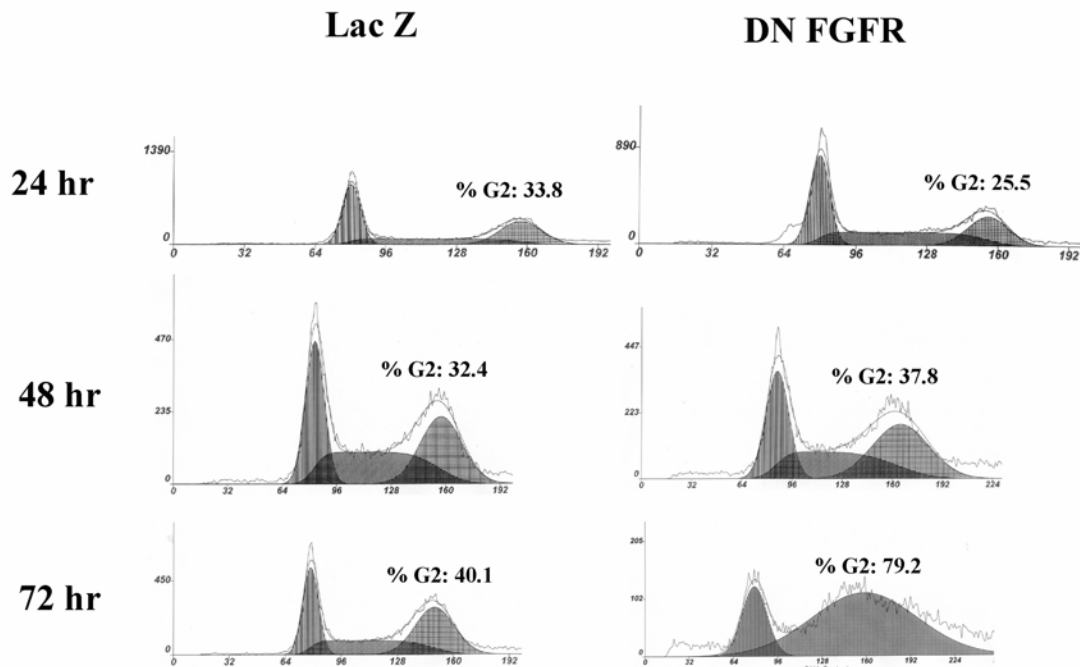 Lac Z
DN FGFR
24 hr
1390
0
0 32 64 96 128 160 192
% G2: 33.8
890
0
0 32 64 96 128 160 192
% G2: 25.5
48 hr
470
235
0
0 32 64 96 128 160 192
% G2: 32.4
447
223
0
0 32 64 96 128 160 192 224
% G2: 37.8
72 hr
450
0
0 32 64 96 128 160 192
% G2: 40.1
205
102
0
0 32 64 96 128 160 192 224
% G2: 79.2